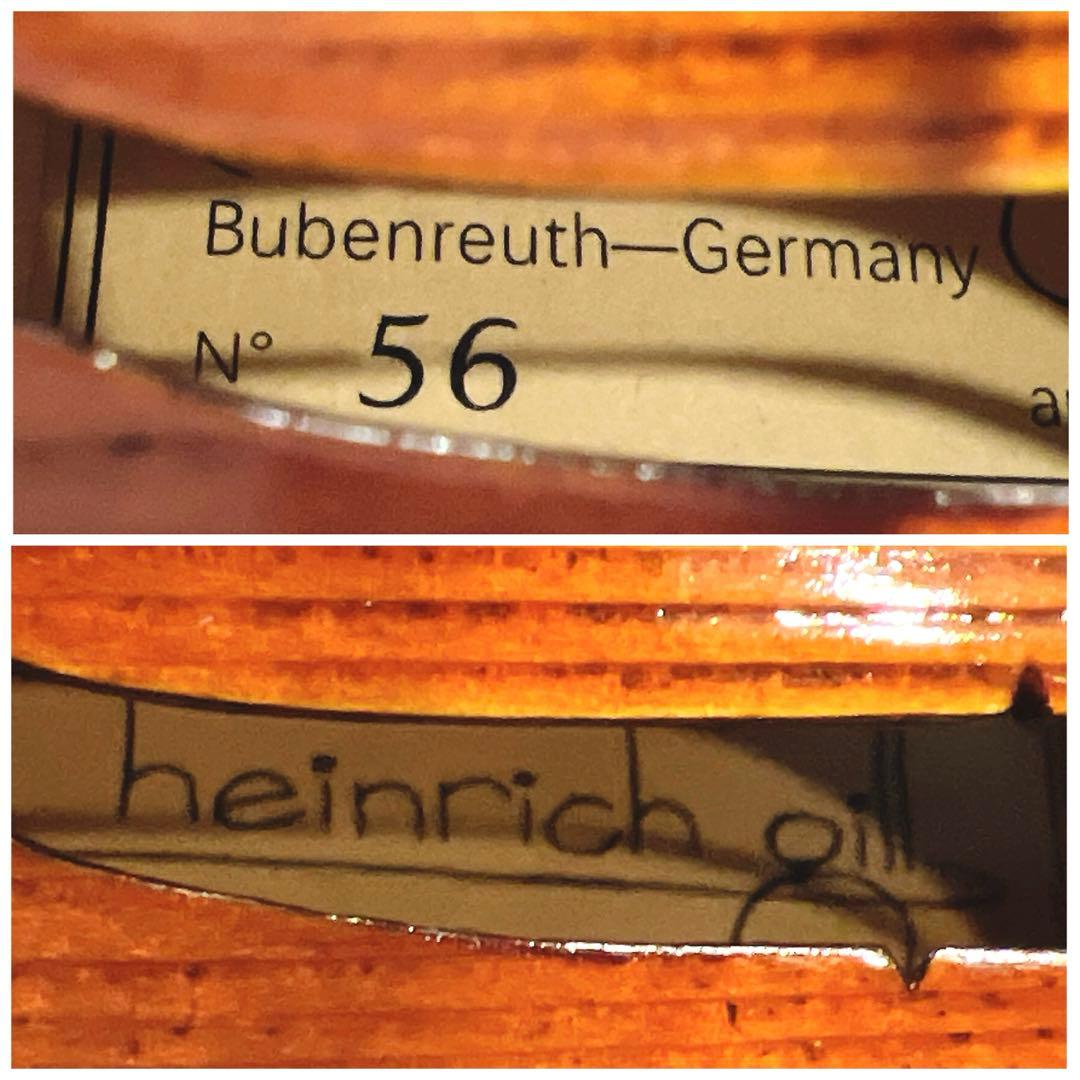 Bubenreuth—Germany
N° 56
heinrich gill